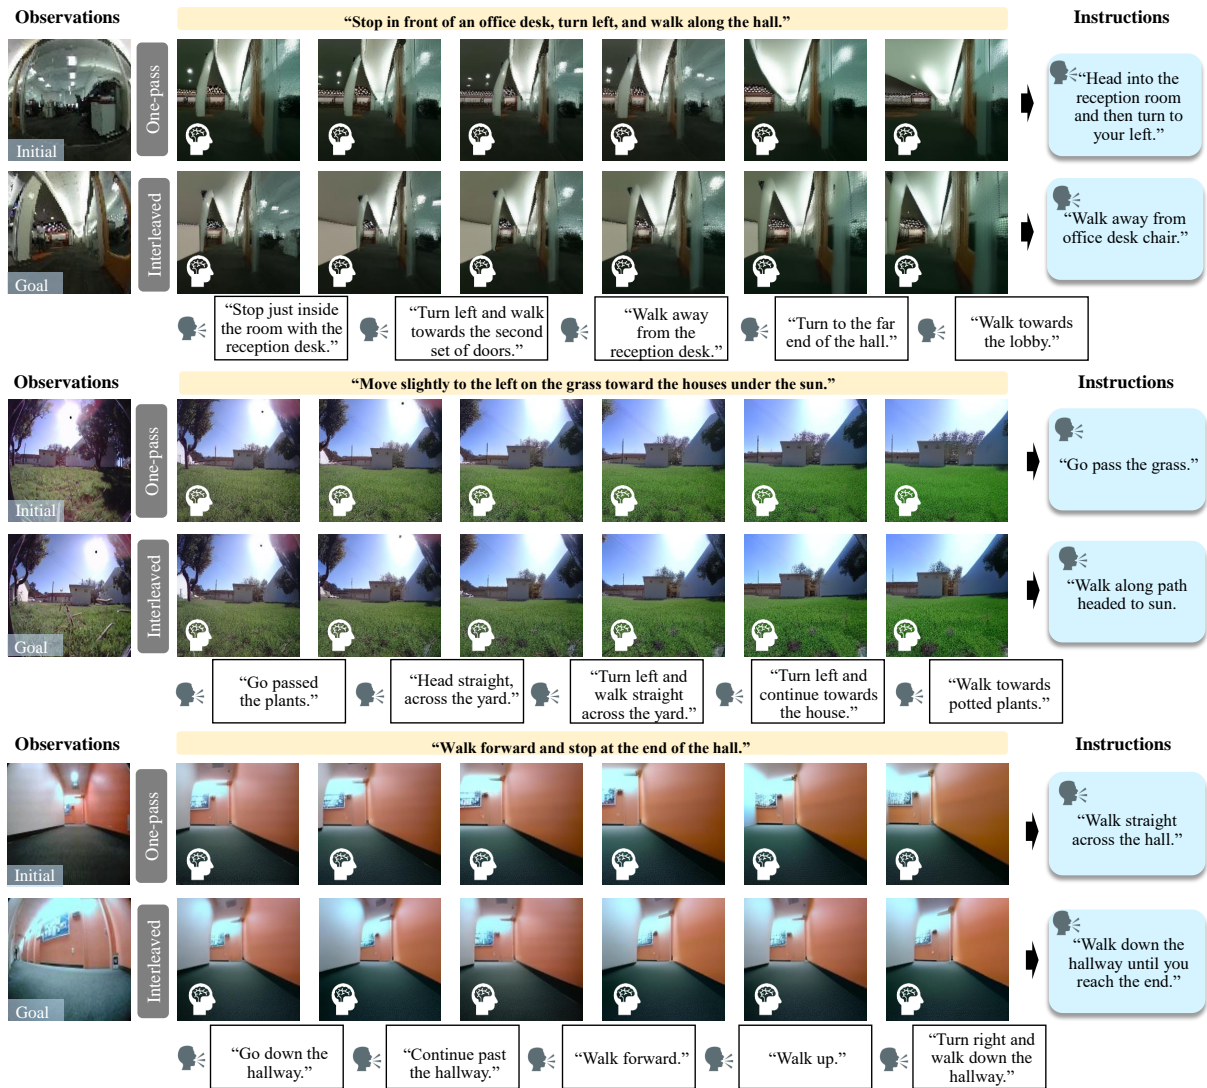 Observations
“Stop in front of an office desk, turn left, and walk along the hall.”
Instructions
Initial
One-pass
“Head into the
reception room
and then turn to
your left.”
Goal
Interleaved
“Walk away from
office desk chair.”
“Stop just inside
the room with the
reception desk.”
“Turn left and walk
towards the second
set of doors.”
“Walk away
from the
reception desk.”
“Turn to the far
end of the hall.”
“Walk towards
the lobby.”
Observations
“Move slightly to the left on the grass toward the houses under the sun.”
Instructions
Initial
One-pass
“Go pass the grass.”
Goal
Interleaved
“Walk along path
headed to sun.
“Go passed
the plants.”
“Head straight,
across the yard.”
“Turn left and
walk straight
across the yard.”
“Turn left and
continue towards
the house.”
“Walk towards
potted plants.”
Observations
“Walk forward and stop at the end of the hall.”
Instructions
Initial
One-pass
“Walk straight
across the hall.”
Goal
Interleaved
“Walk down the
hallway until you
reach the end.”
“Go down the
hallway.”
“Continue past
the hallway.”
“Walk forward.”
“Walk up.”
“Turn right and
walk down the
hallway.”